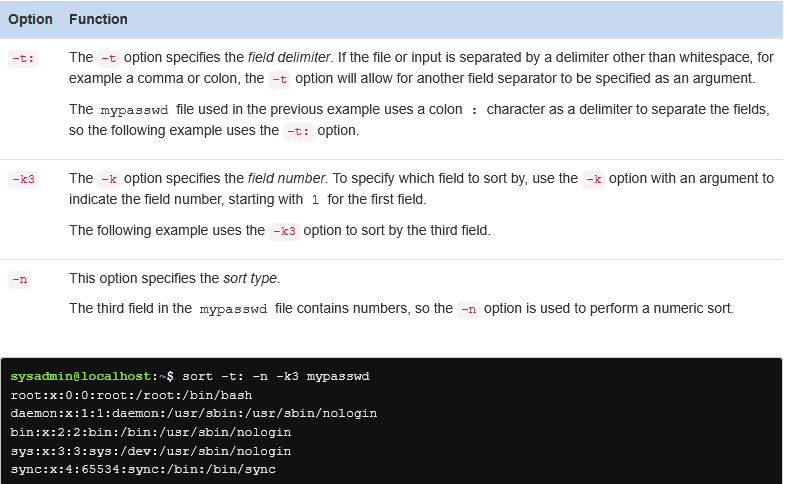 Option Function
-t: The -t option specifies the field delimiter. If the file or input is separated by a delimiter other than whitespace, for
example a comma or colon, the -t option will allow for another field separator to be specified as an argument.
The mypasswd file used in the previous example uses a colon : character as a delimiter to separate the fields,
so the following example uses the -t: option.
-k3 The -k option specifies the field number. To specify which field to sort by, use the -k option with an argument to
indicate the field number, starting with 1 for the first field.
The following example uses the -k3 option to sort by the third field.
-n This option specifies the sort type.
The third field in the mypasswd file contains numbers, so the -n option is used to perform a numeric sort.
sysadmin@localhost:~$ sort -t: -n -k3 mypasswd
root:x:0:0:root:/root:/bin/bash
daemon:x:1:1:daemon:/usr/sbin:/usr/sbin/nologin
bin:x:2:2:bin:/bin:/usr/sbin/nologin
sys:x:3:3:sys:/dev:/usr/sbin/nologin
sync:x:4:65534:sync:/bin:/bin/sync